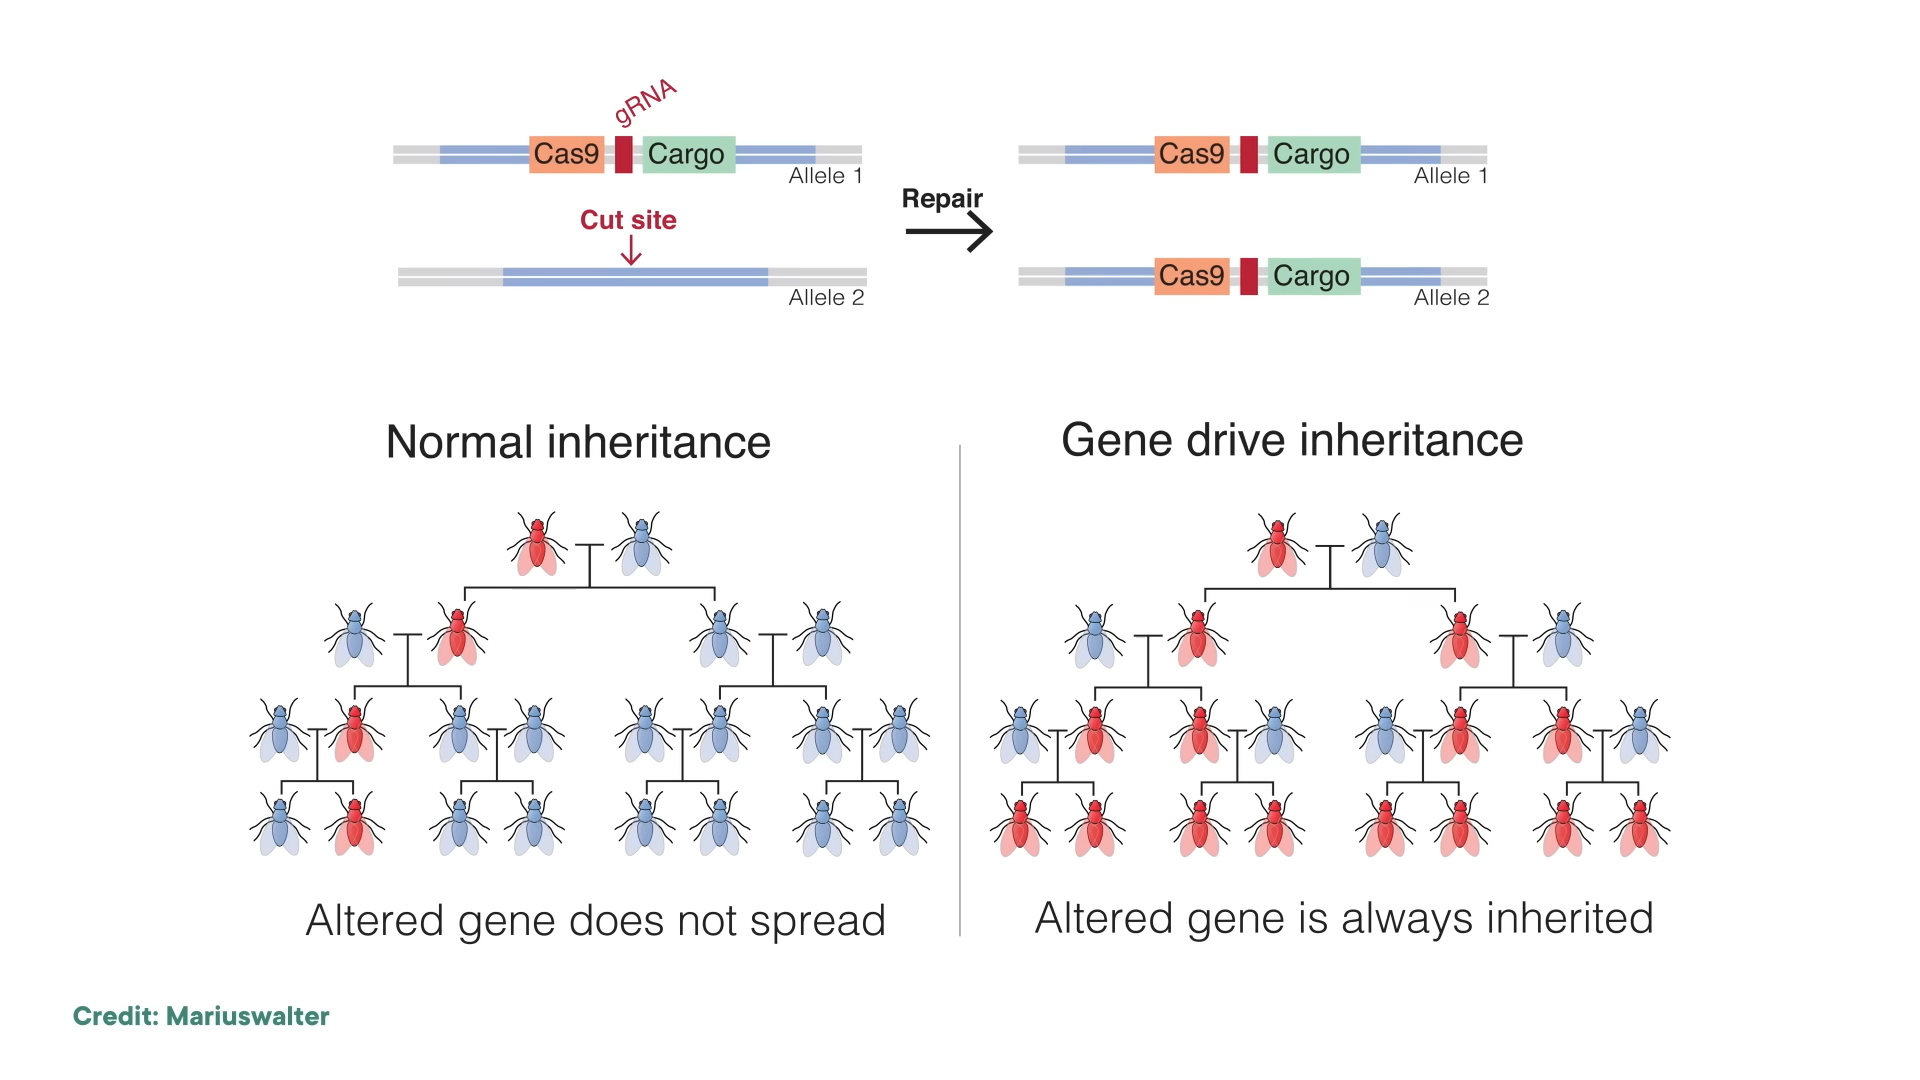 gRNA
Cas9
Cargo
Allele 1
Cut site
Allele 2
Repair
Cas9
Cargo
Allele 1
Cas9
Cargo
Allele 2
Normal inheritance
Altered gene does not spread
Gene drive inheritance
Altered gene is always inherited
Credit: Mariuswalter